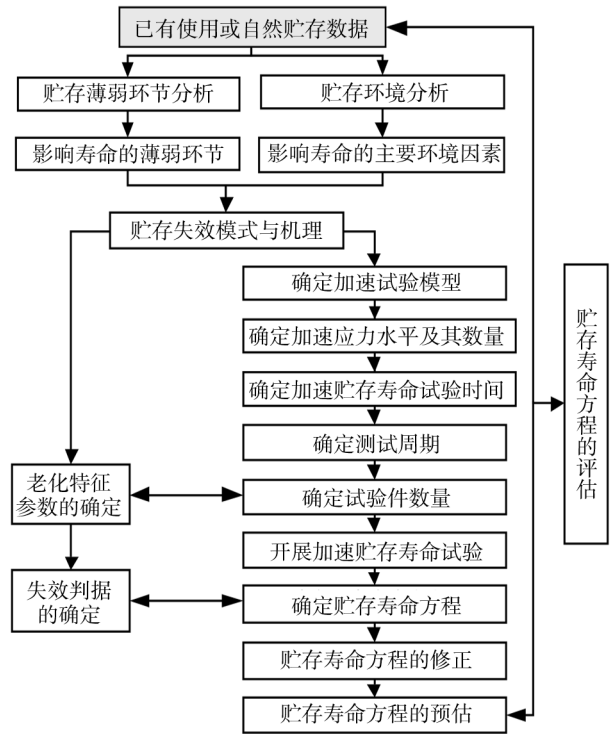 已有使用或自然贮存数据
贮存薄弱环节分析
贮存环境分析
影响寿命的薄弱环节
影响寿命的主要环境因素
贮存失效模式与机理
确定加速试验模型
确定加速应力水平及其数量
确定加速贮存寿命试验时间
确定测试周期
老化特征
参数的确定
确定试验件数量
开展加速贮存寿命试验
失效判据
的确定
确定贮存寿命方程
贮存寿命方程的修正
贮存寿命方程的预估
贮存寿命方程的评估